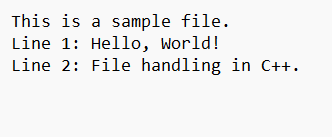 This is a sample file.
Line 1: Hello, World!
Line 2: File handling in C++.